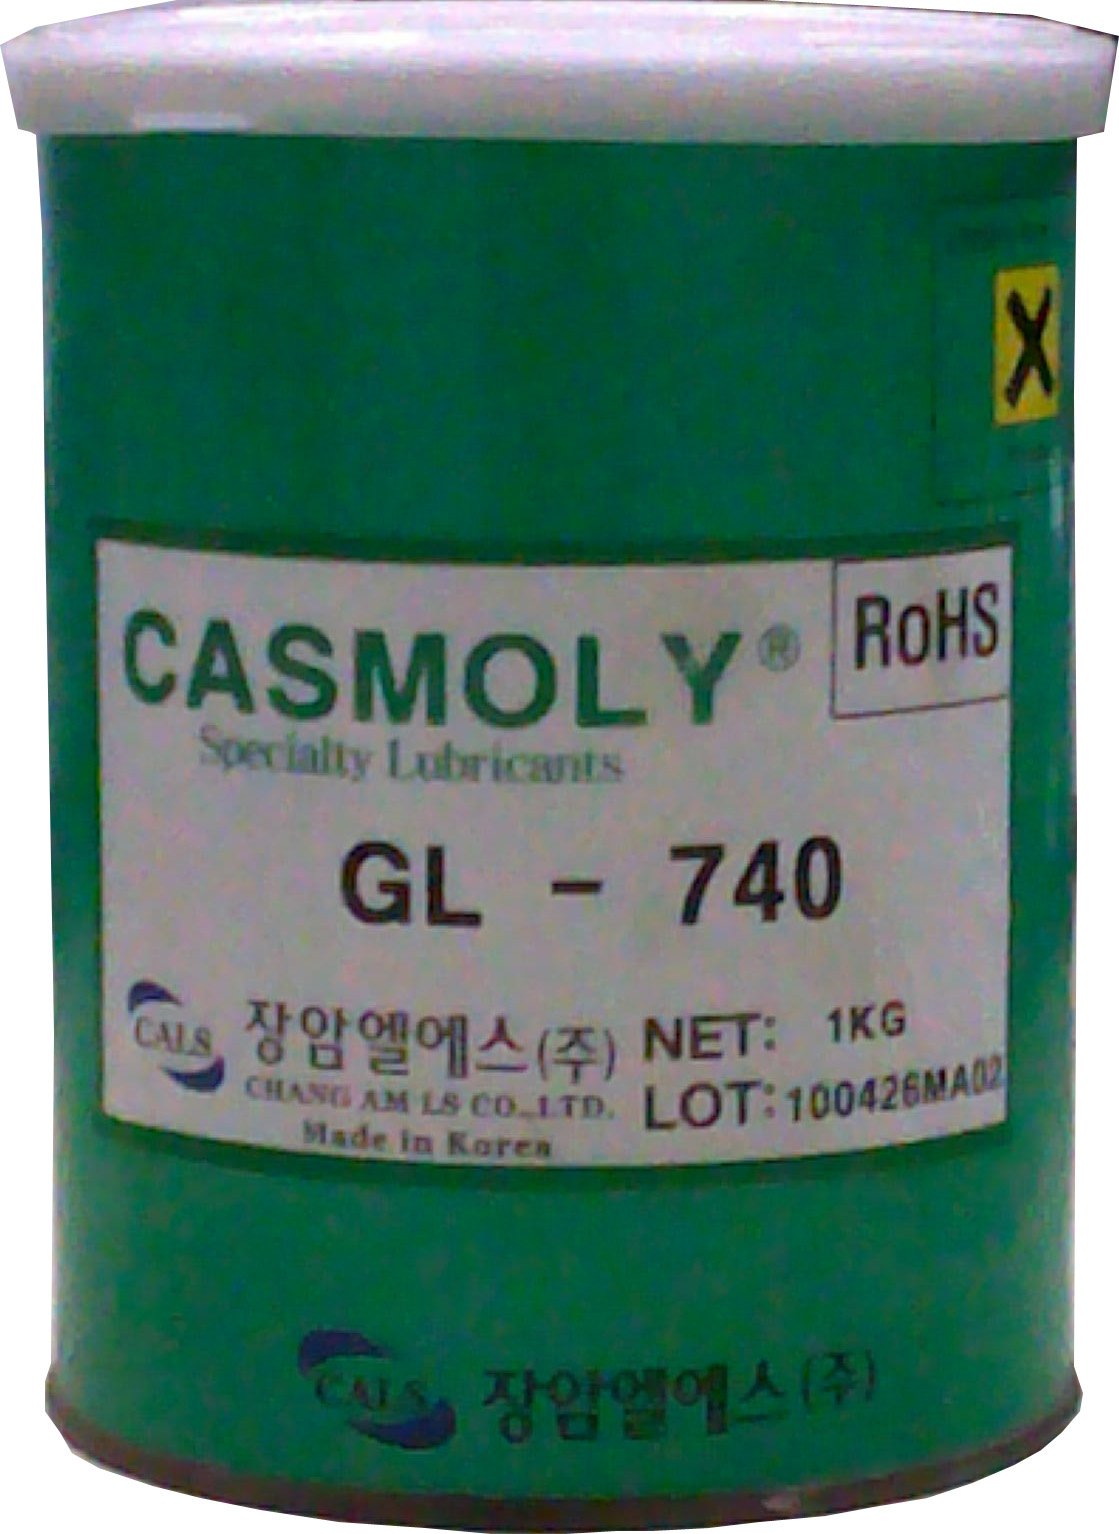 CASMOLY®
RoHS
Specialty Lubricants
GL - 740
CALS
장암엘에스(주)
CHANG AM LS CO.,LTD.
Made in Korea
NET: 1KG
LOT:100426MA02
CALS 장암엘에스(주)